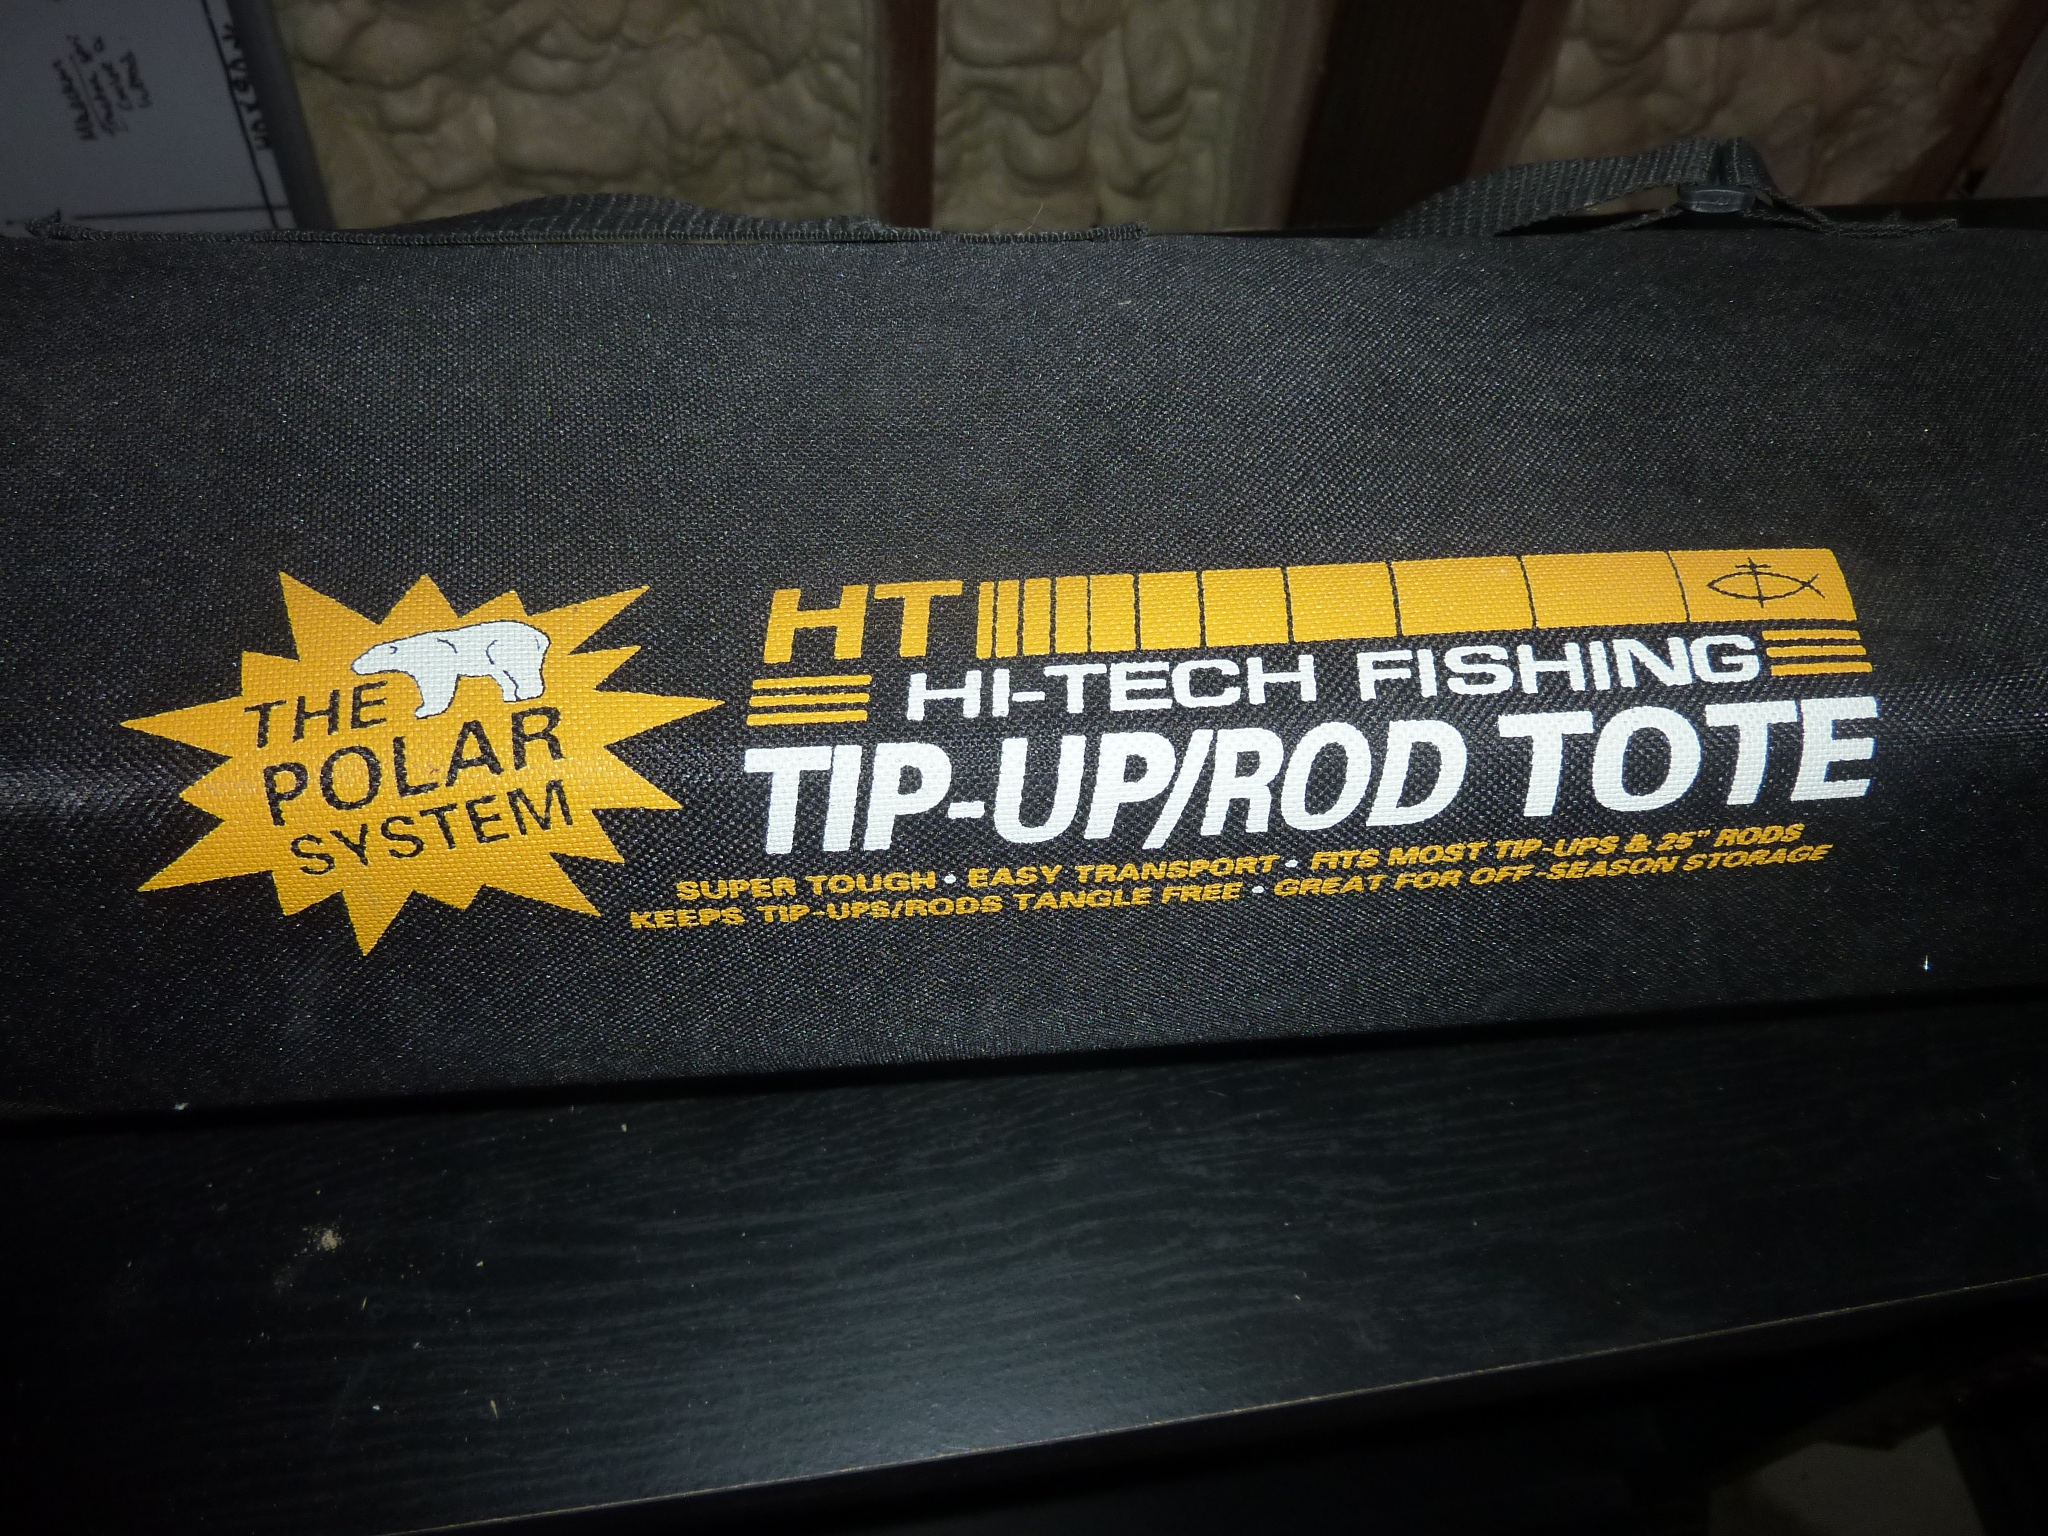 THE
POLAR
SYSTEM
HT
HI-TECH FISHING
TIP-UP/ROD TOTE
SUPER TOUGH • EASY TRANSPORT • FITS MOST TIP-UPS & 25" RODS
KEEPS TIP-UPS/RODS TANGLE FREE • GREAT FOR OFF-SEASON STORAGE